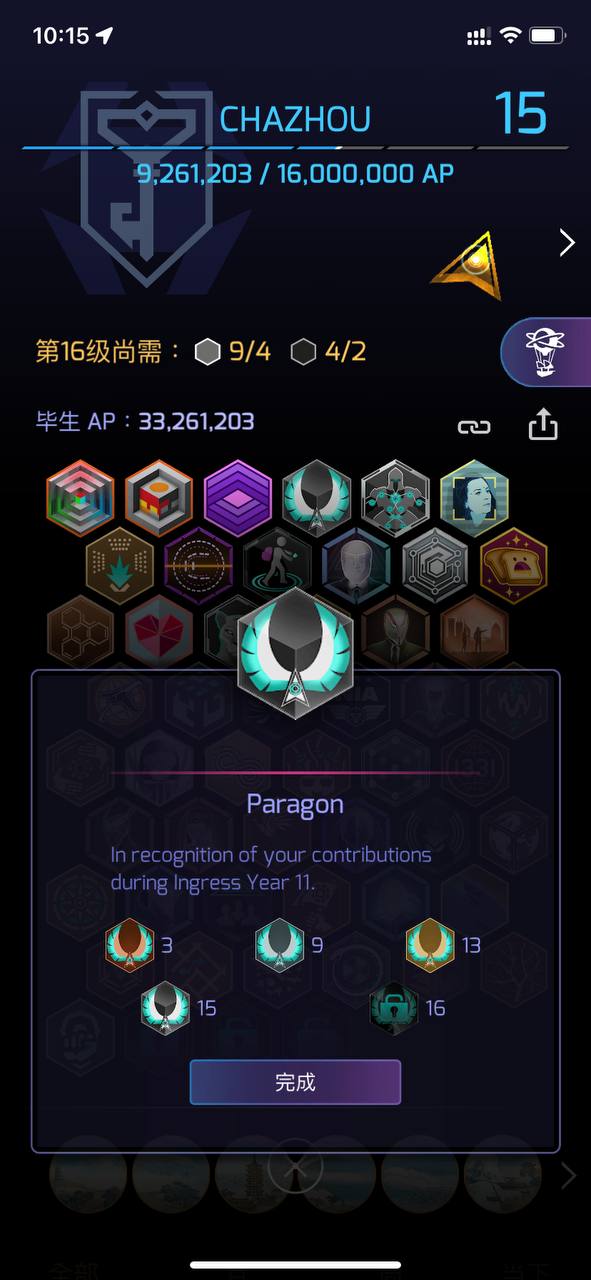 10:15
CHAZHOU 15
9,261,203 / 16,000,000 AP
第16级尚需： 9/4 4/2
毕生 AP：33,261,203
Paragon
In recognition of your contributions
during Ingress Year 11.
3 9 13
15 16
完成
全部